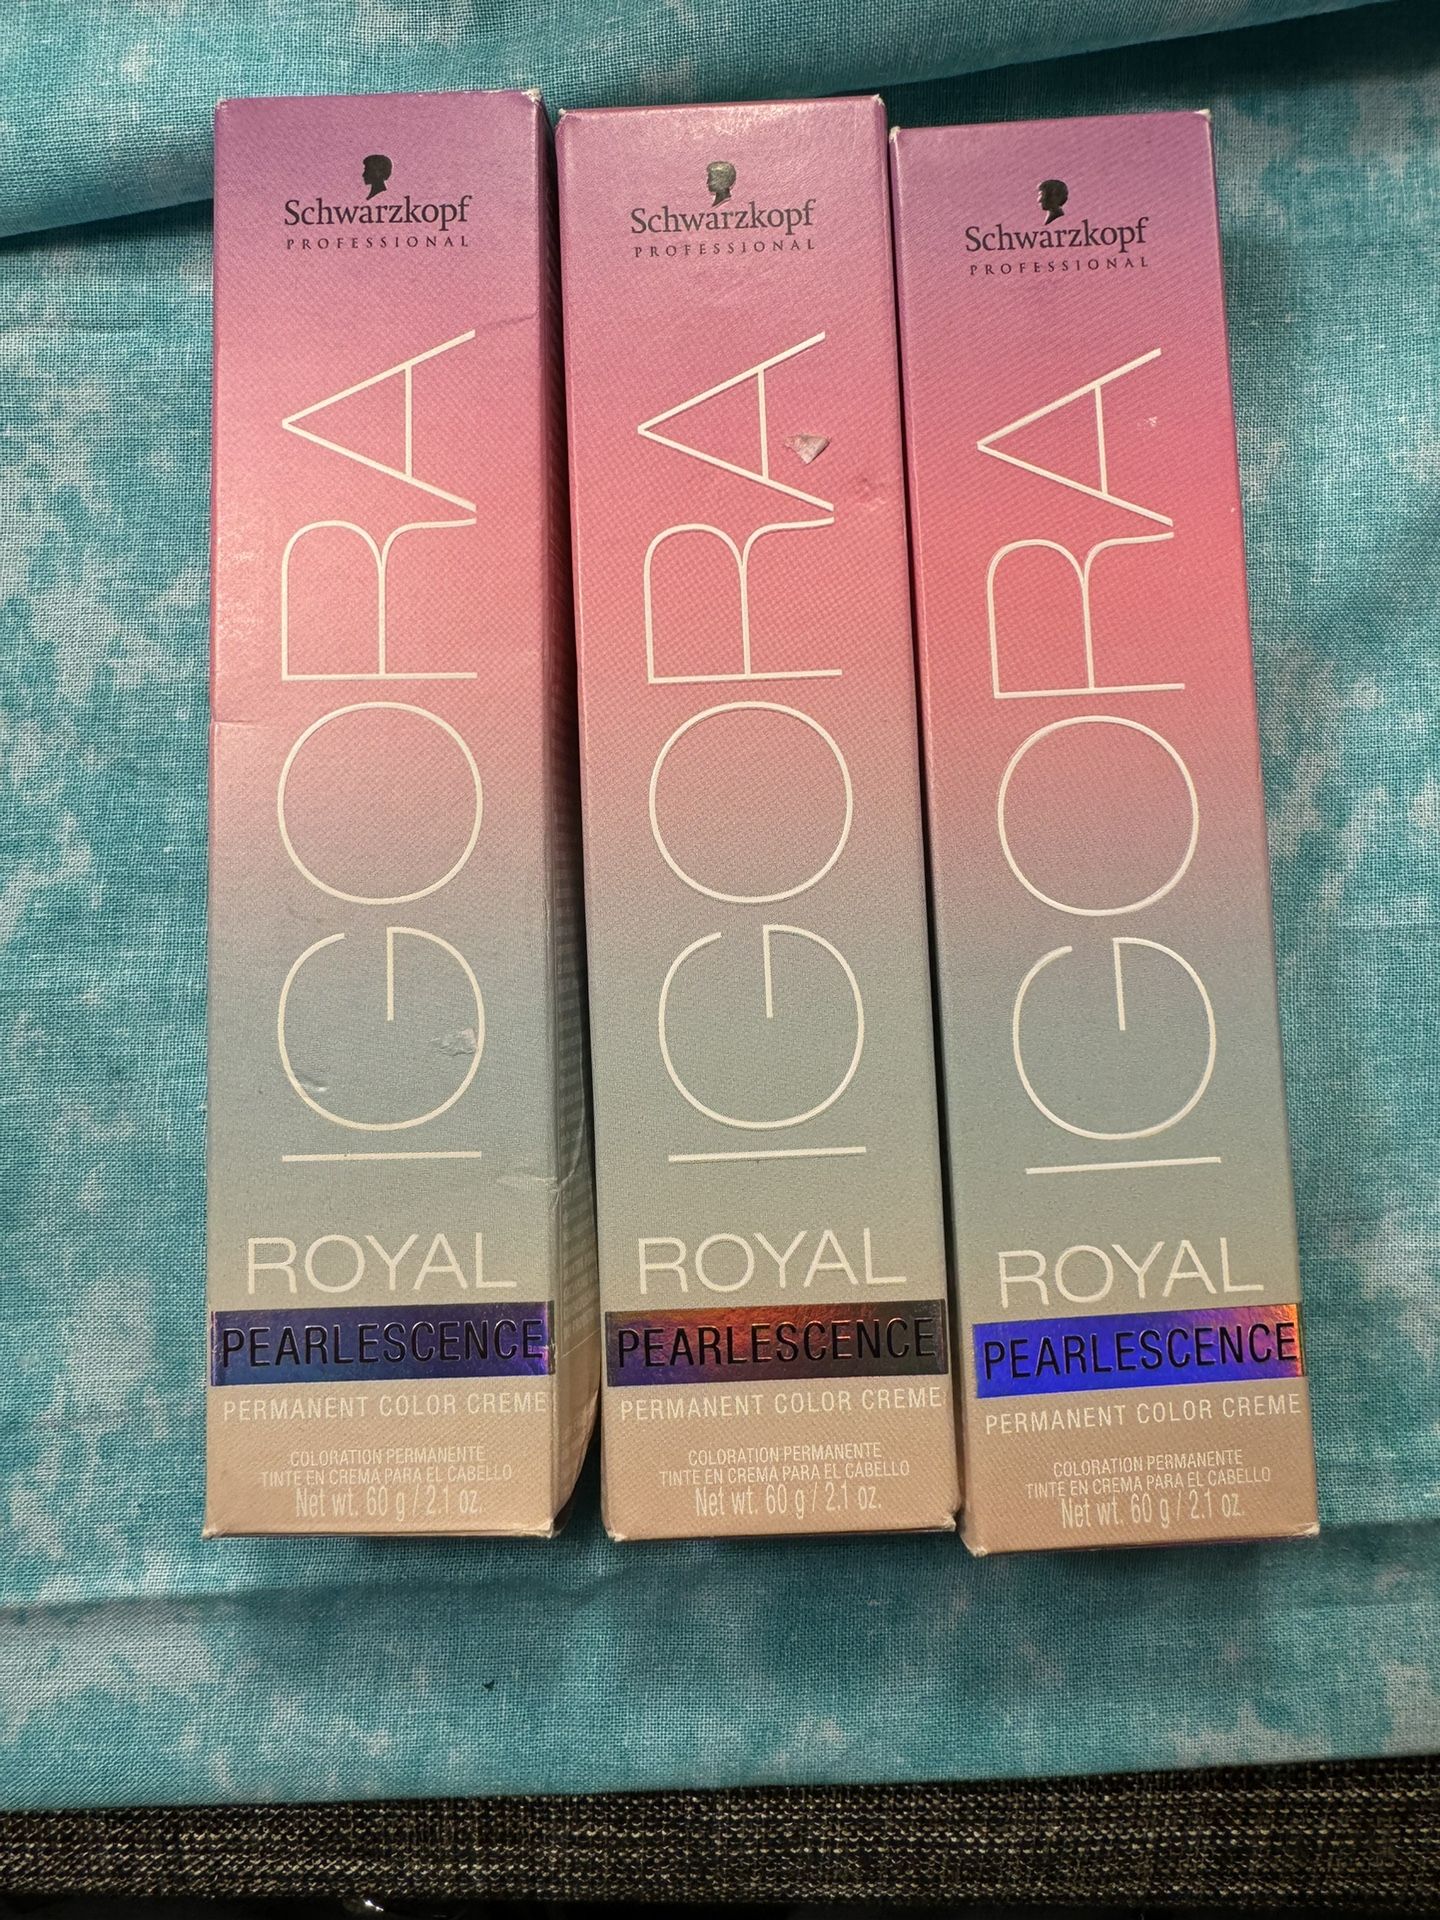 Schwarzkopf
PROFESSIONAL
IGORA
ROYAL
PEARLESCENCE
PERMANENT COLOR CREME
COLORATION PERMANENTE
TINTE EN CREMA PARA EL CABELLO
Net wt. 60 g / 2.1 oz.
Schwarzkopf
PROFESSIONAL
IGORA
ROYAL
PEARLESCENCE
PERMANENT COLOR CREME
COLORATION PERMANENTE
TINTE EN CREMA PARA EL CABELLO
Net wt. 60 g / 2.1 oz.
Schwarzkopf
PROFESSIONAL
IGORA
ROYAL
PEARLESCENCE
PERMANENT COLOR CREME
COLORATION PERMANENTE
TINTE EN CREMA PARA EL CABELLO
Net wt. 60 g / 2.1 oz.